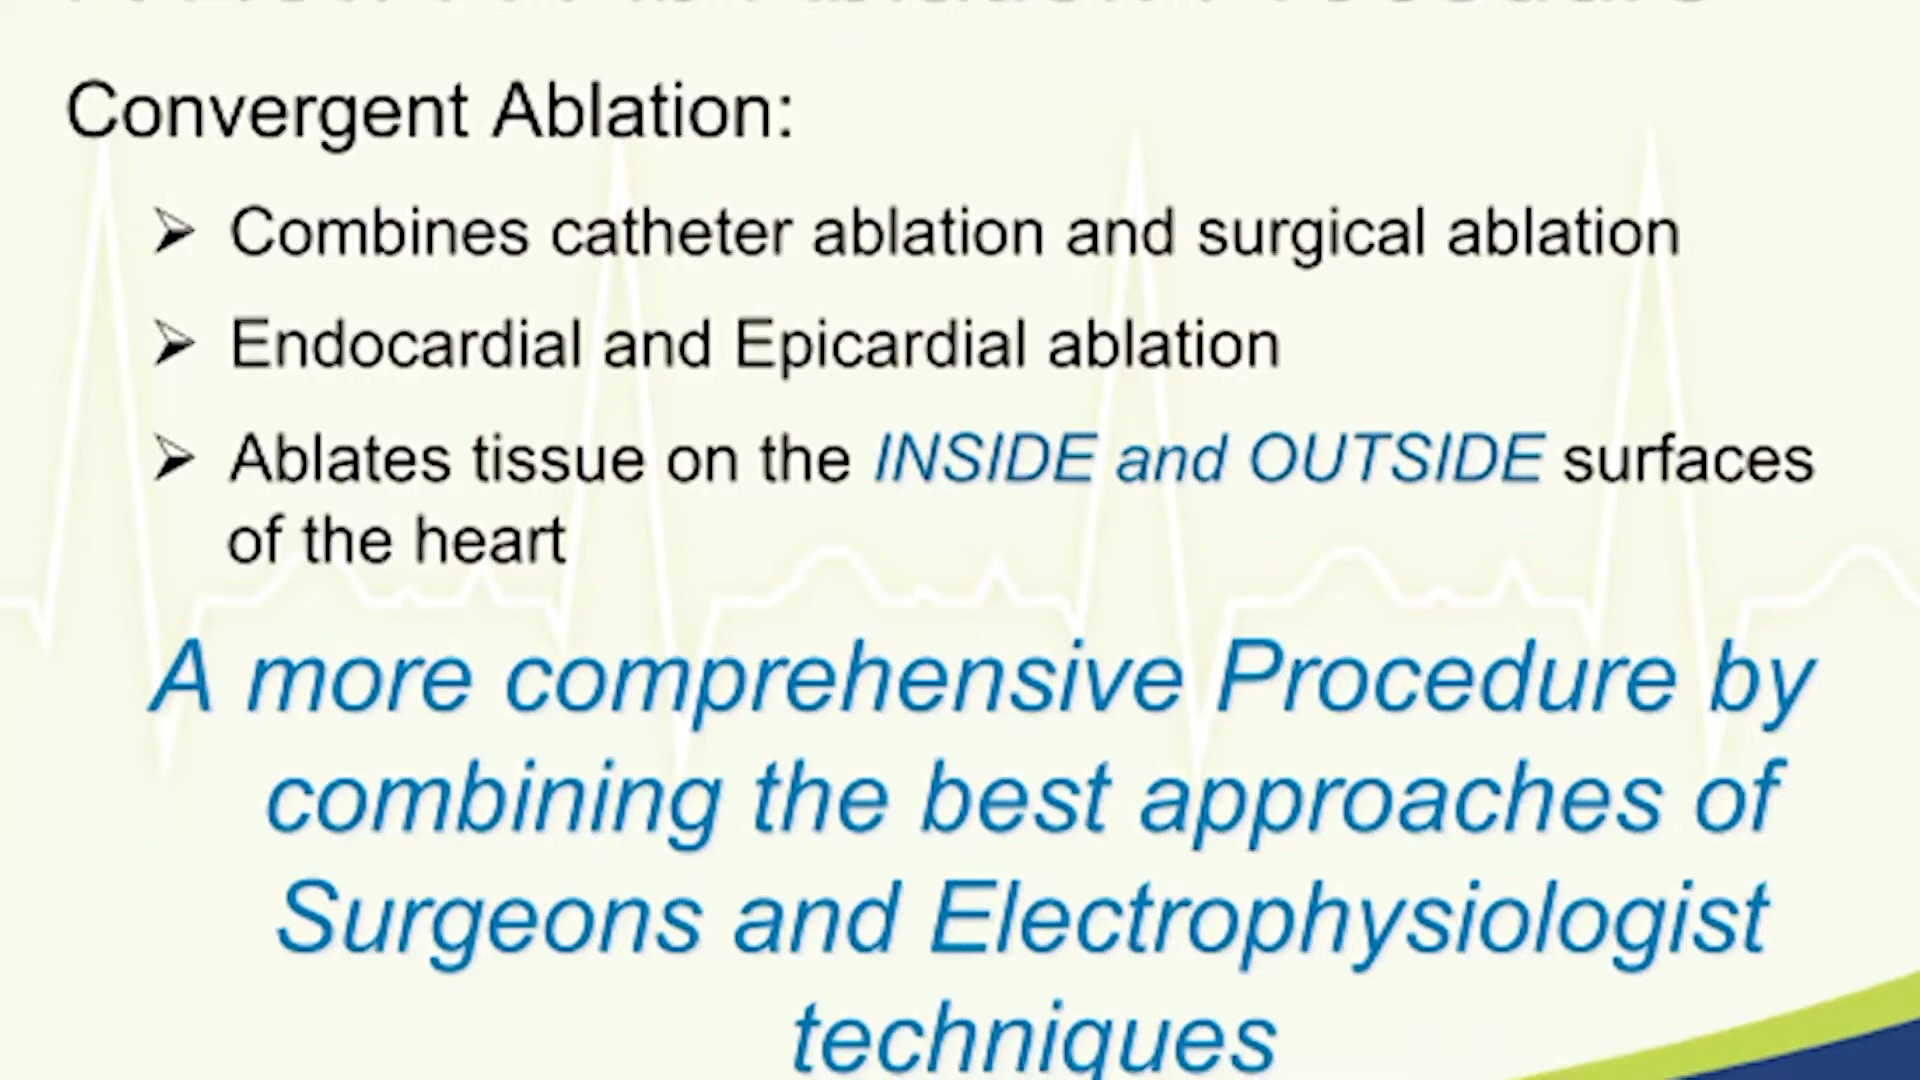 Convergent Ablation:
Combines catheter ablation and surgical ablation
Endocardial and Epicardial ablation
Ablates tissue on the INSIDE and OUTSIDE surfaces
of the heart
A more comprehensive Procedure by
combining the best approaches of
Surgeons and Electrophysiologist
techniques